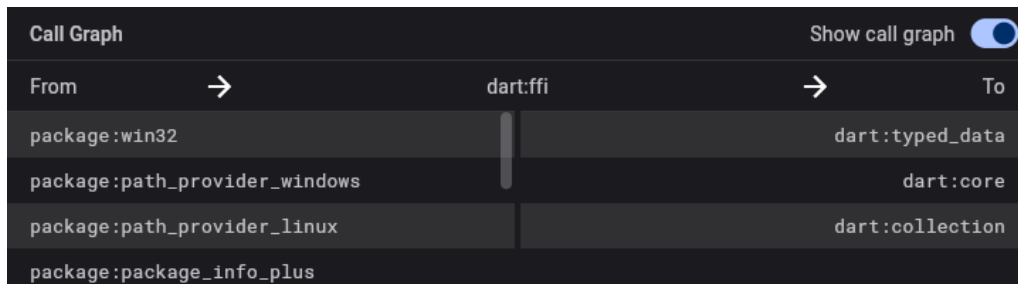 Call Graph Show call graph
From → dart:ffi → To
package:win32 dart:typed_data
package:path_provider_windows dart:core
package:path_provider_linux dart:collection
package:package_info_plus